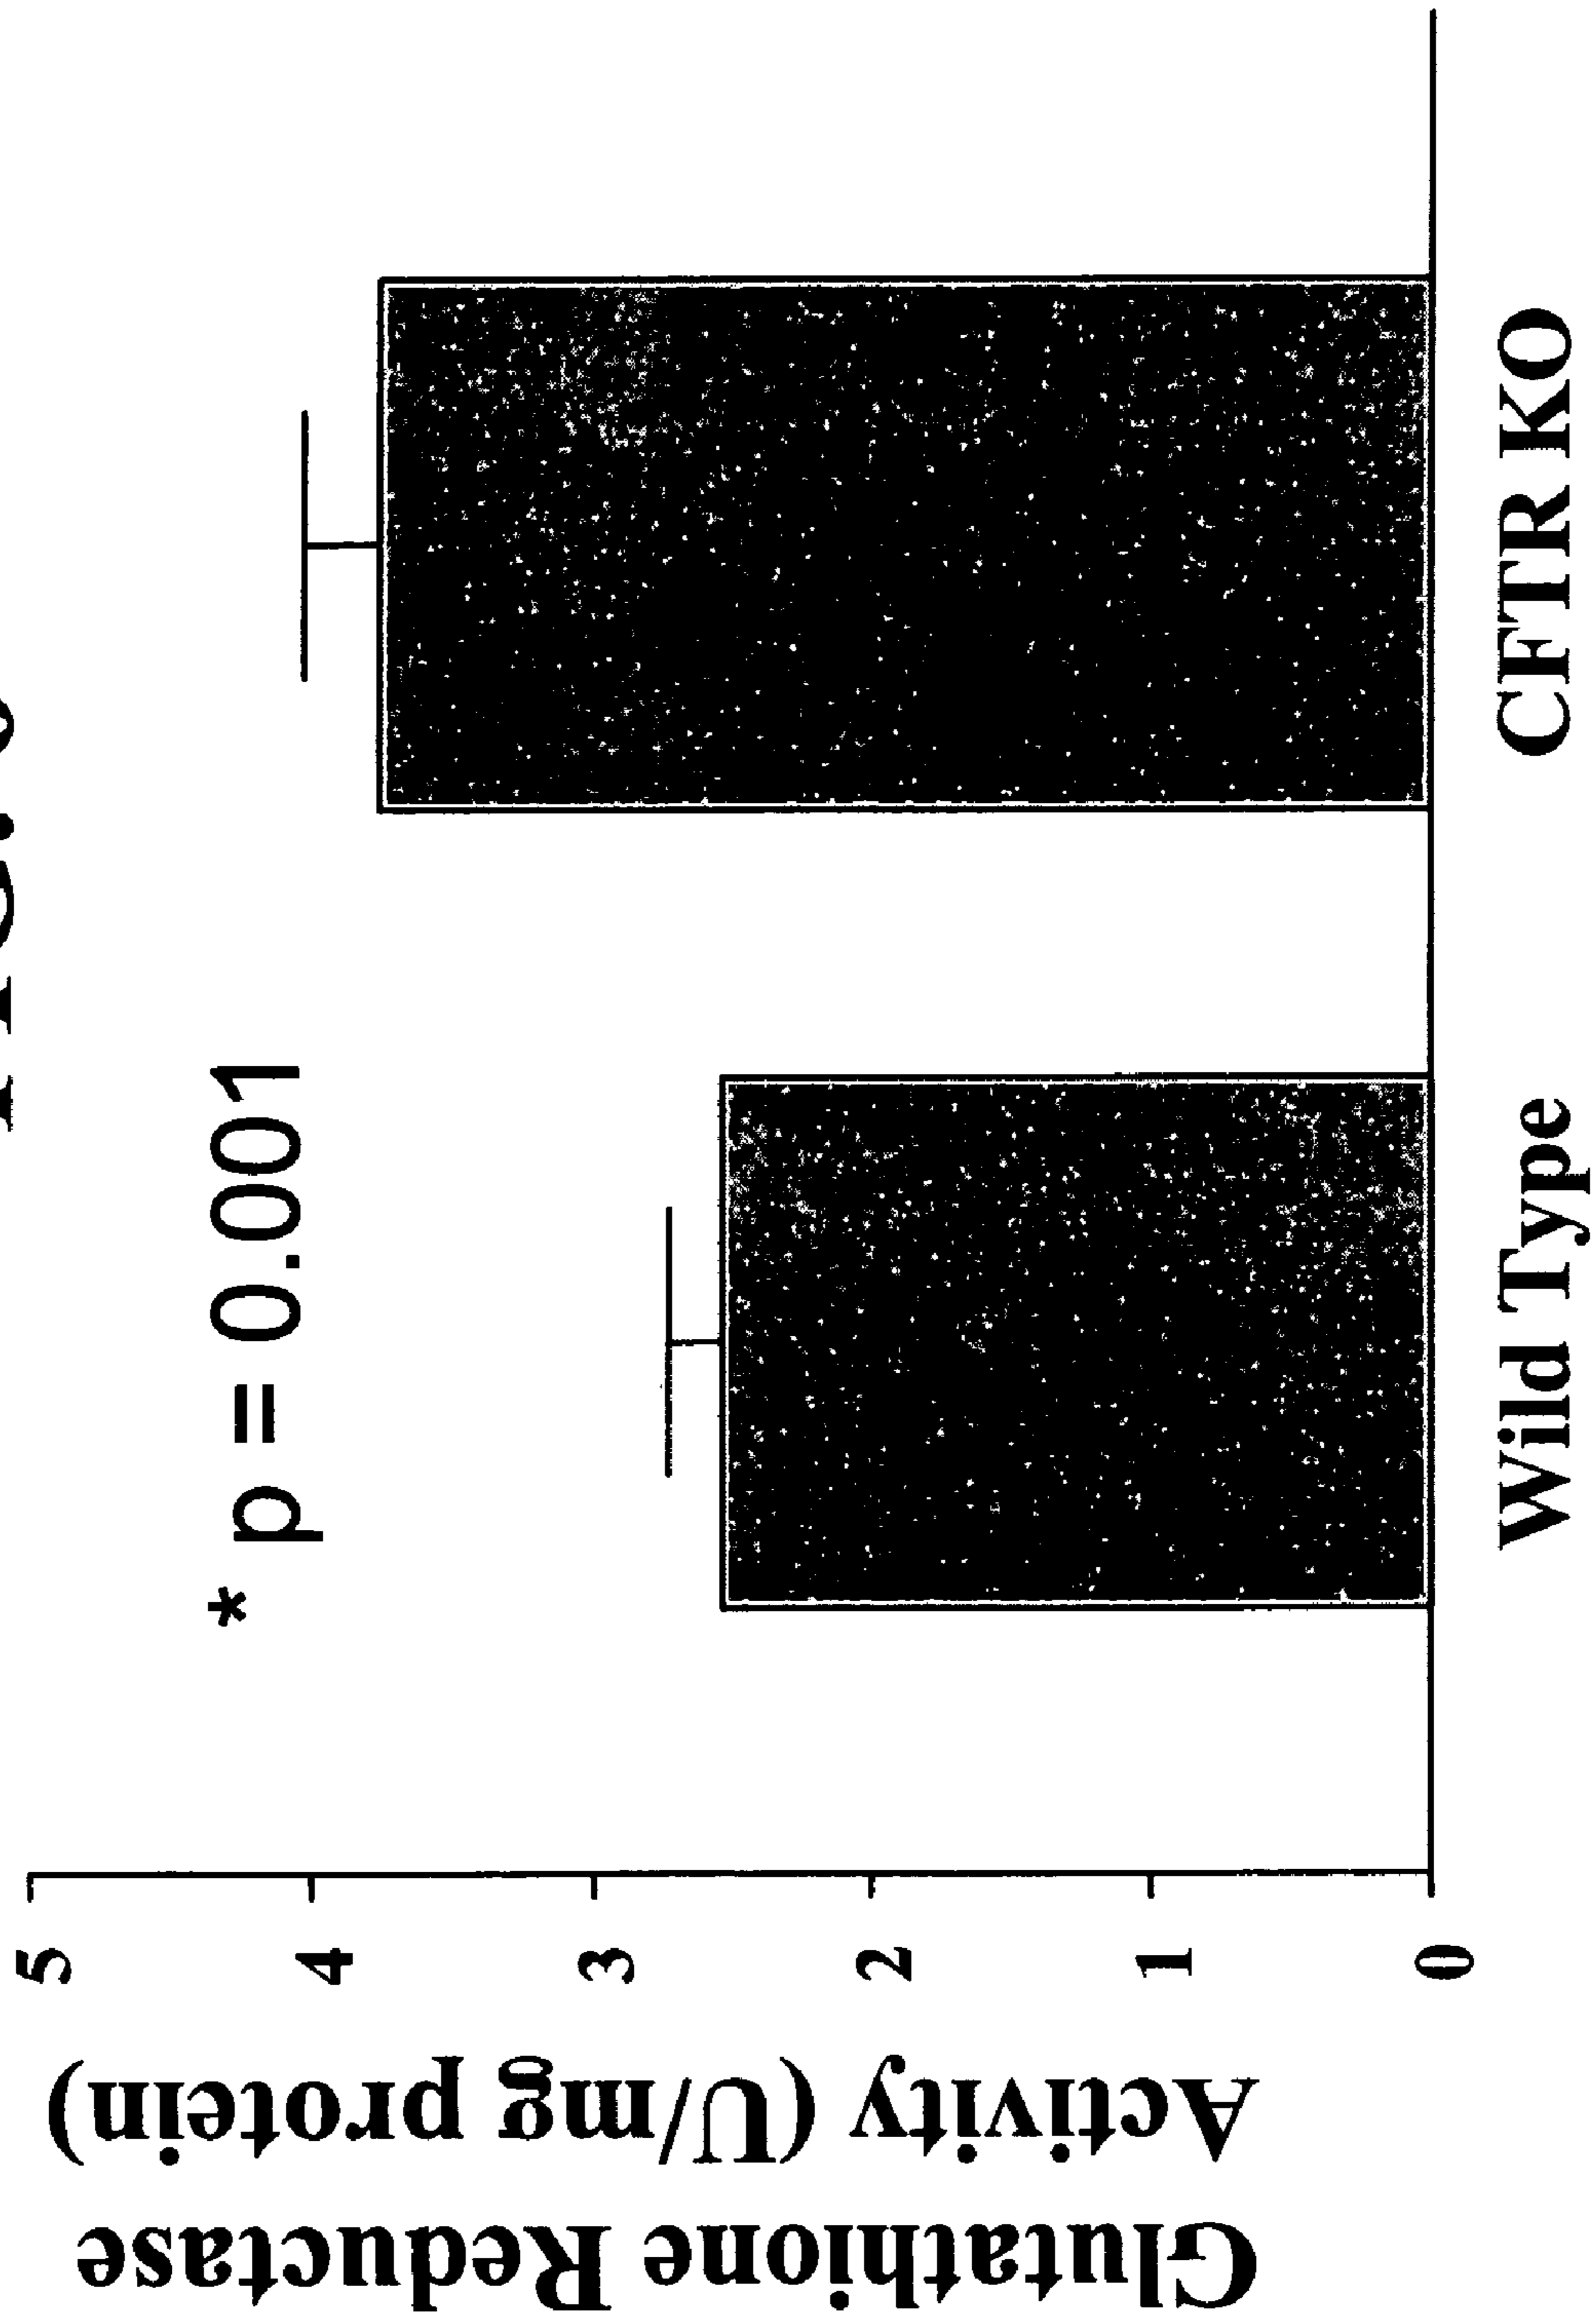 * p = 0.001
Glutathione Reductase
Activity (U/mg protein)
5
4
3
2
1
0
Wild Type
CFTR KO